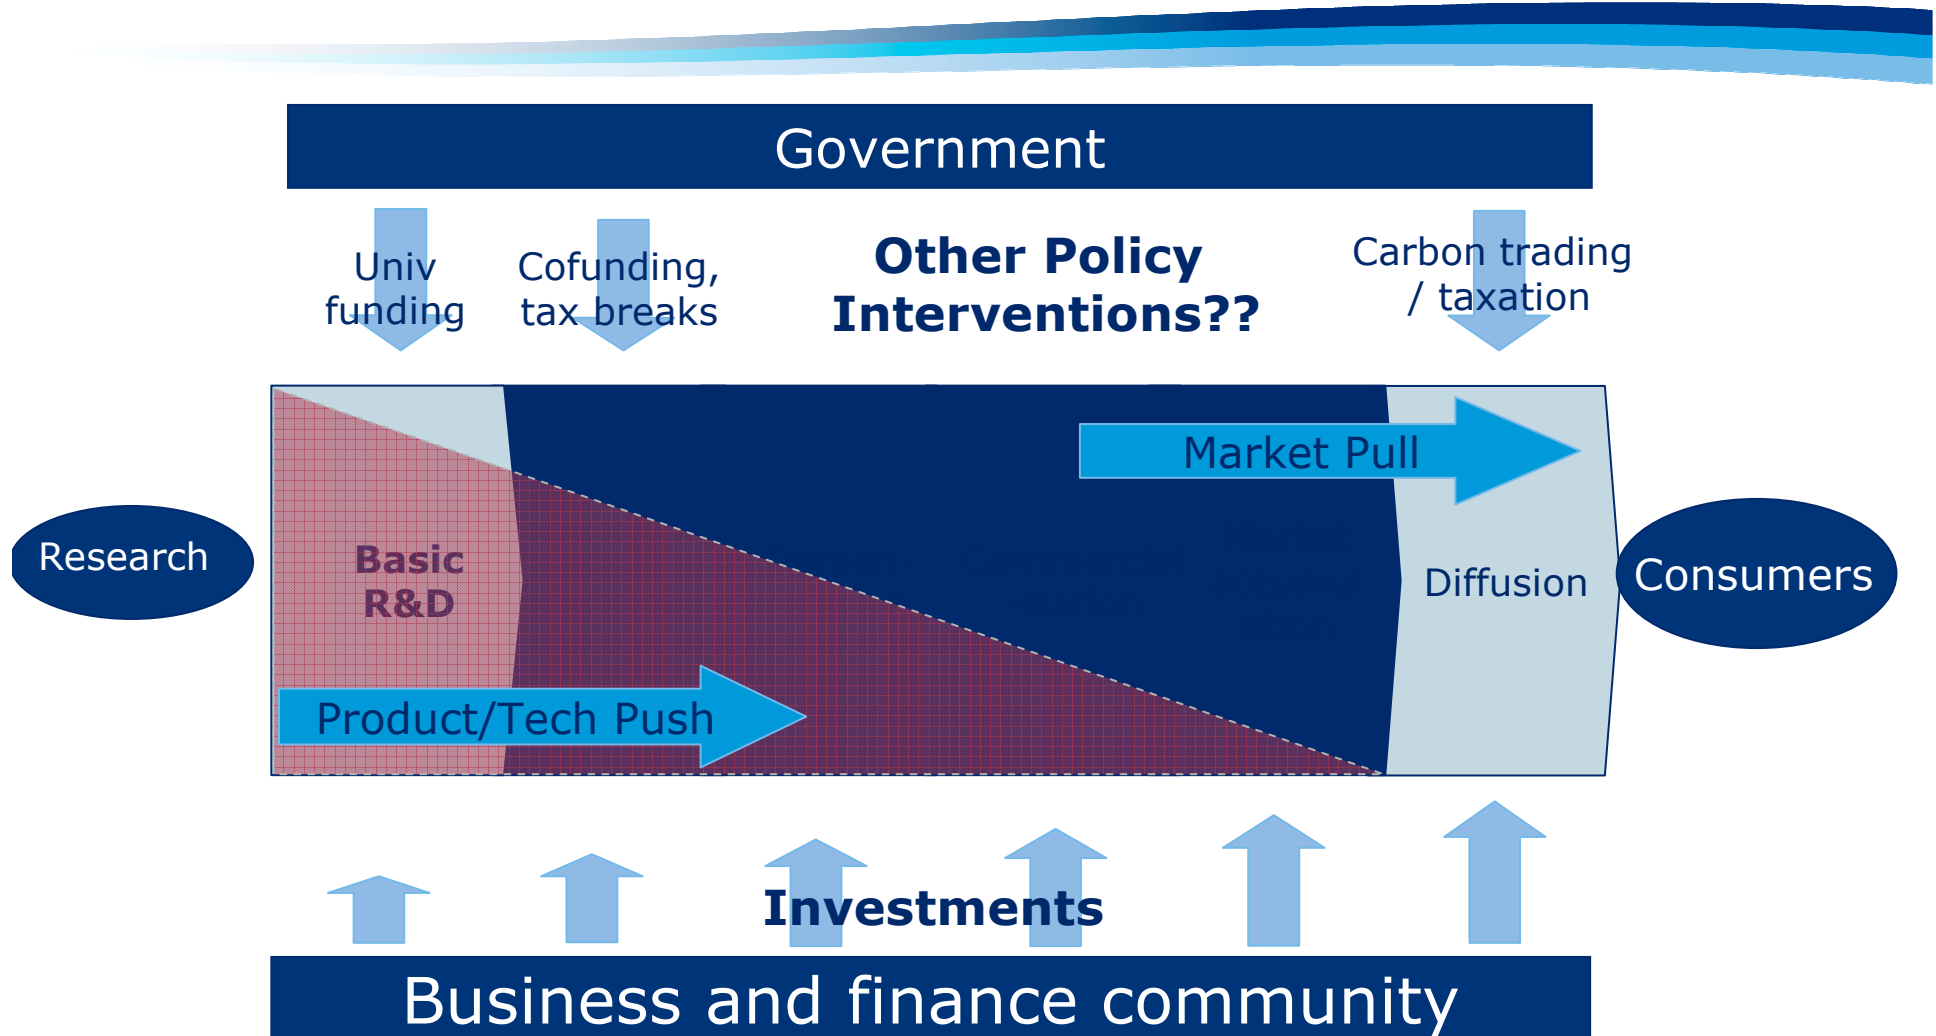 Government
Univ
funding
Cofunding,
tax breaks
Other Policy
Interventions??
Carbon trading
/ taxation
Market Pull
Research
Basic
R&D
Diffusion
Consumers
Product/Tech Push
Investments
Business and finance community